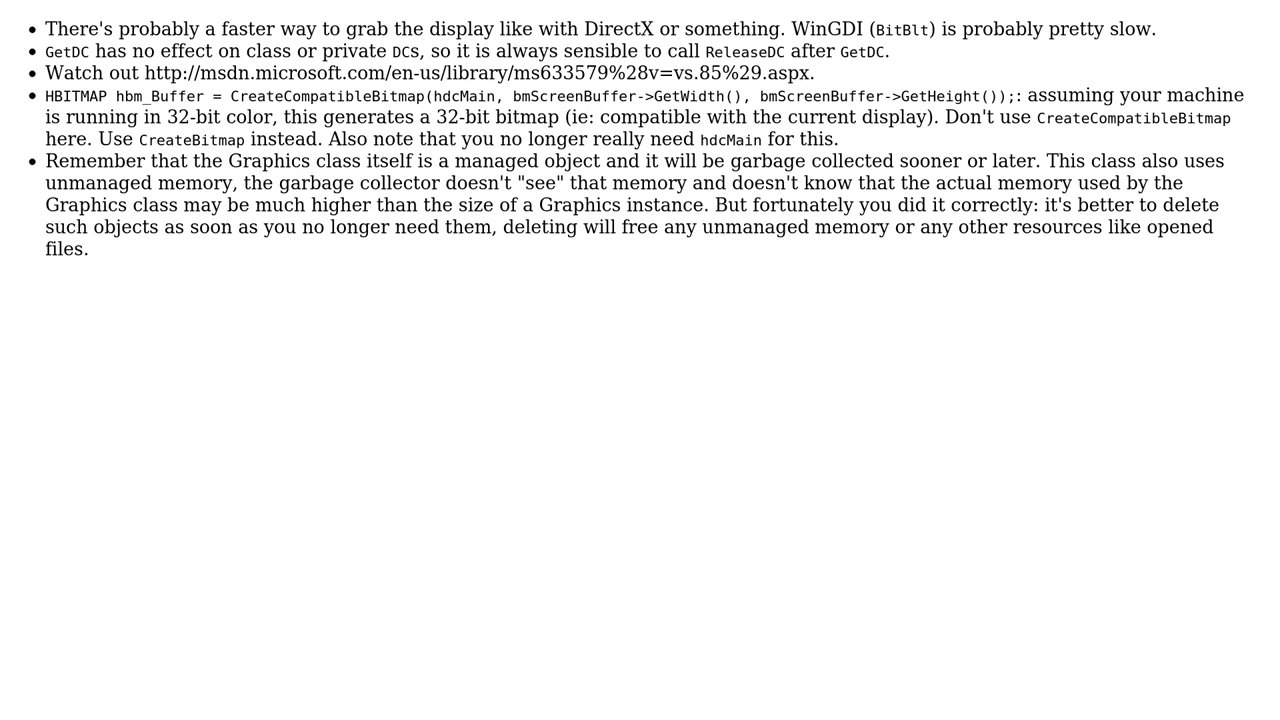 There's probably a faster way to grab the display like with DirectX or something. WinGDI (BitBlt) is probably pretty slow.
GetDC has no effect on class or private DCs, so it is always sensible to call ReleaseDC after GetDC.
Watch out http://msdn.microsoft.com/en-us/library/ms633579%28v=vs.85%29.aspx.
HBITMAP hbm_Buffer = CreateCompatibleBitmap(hdcMain, bmScreenBuffer->GetWidth(), bmScreenBuffer->GetHeight());: assuming your machine
is running in 32-bit color, this generates a 32-bit bitmap (ie: compatible with the current display). Don't use CreateCompatibleBitmap
here. Use CreateBitmap instead. Also note that you no longer really need hdcMain for this.
Remember that the Graphics class itself is a managed object and it will be garbage collected sooner or later. This class also uses
unmanaged memory, the garbage collector doesn't "see" that memory and doesn't know that the actual memory used by the
Graphics class may be much higher than the size of a Graphics instance. But fortunately you did it correctly: it's better to delete
such objects as soon as you no longer need them, deleting will free any unmanaged memory or any other resources like opened
files.